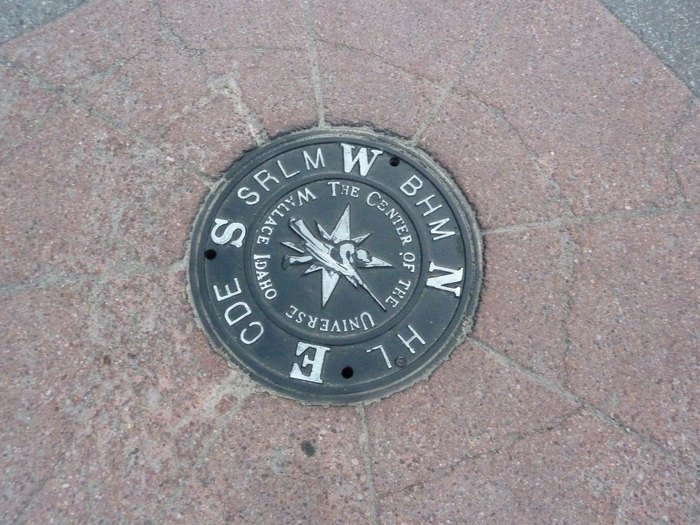 N
HL
E
CDE
S
SRLM
W
BHM
The Center of the Universe
Wallace Idaho